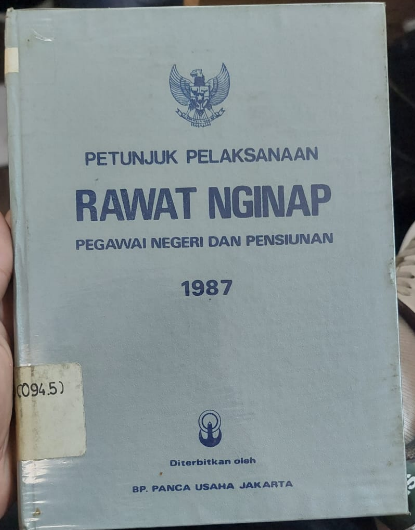 PETUNJUK PELAKSANAAN
RAWAT NGINAP
PEGAWAI NEGERI DAN PENSIUNAN
1987
(094.5)
Diterbitkan oleh
BP. PANCA USAHA JAKARTA